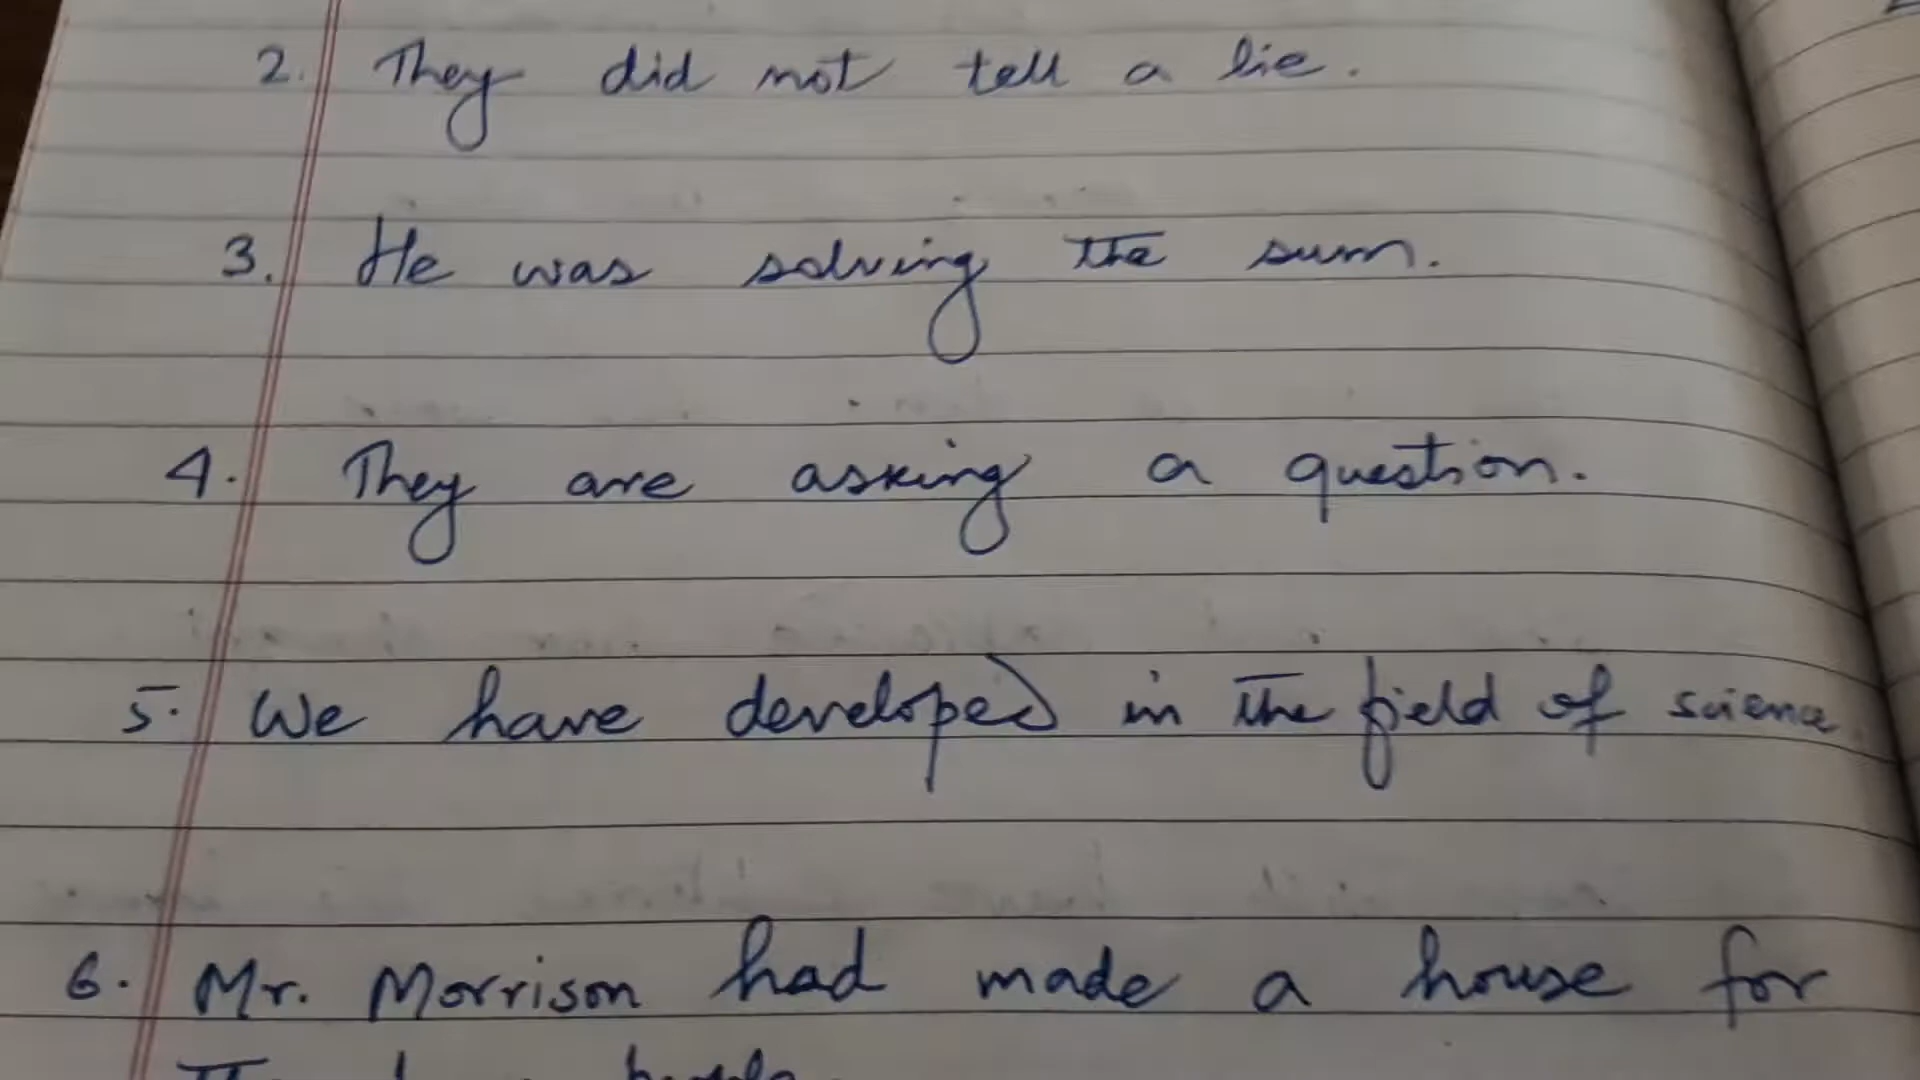 2. They did not tell a lie.
3. He was solving the sum.
4. They are asking a question.
5. We have developed in the field of science.
6. Mr. Morrison had made a house for